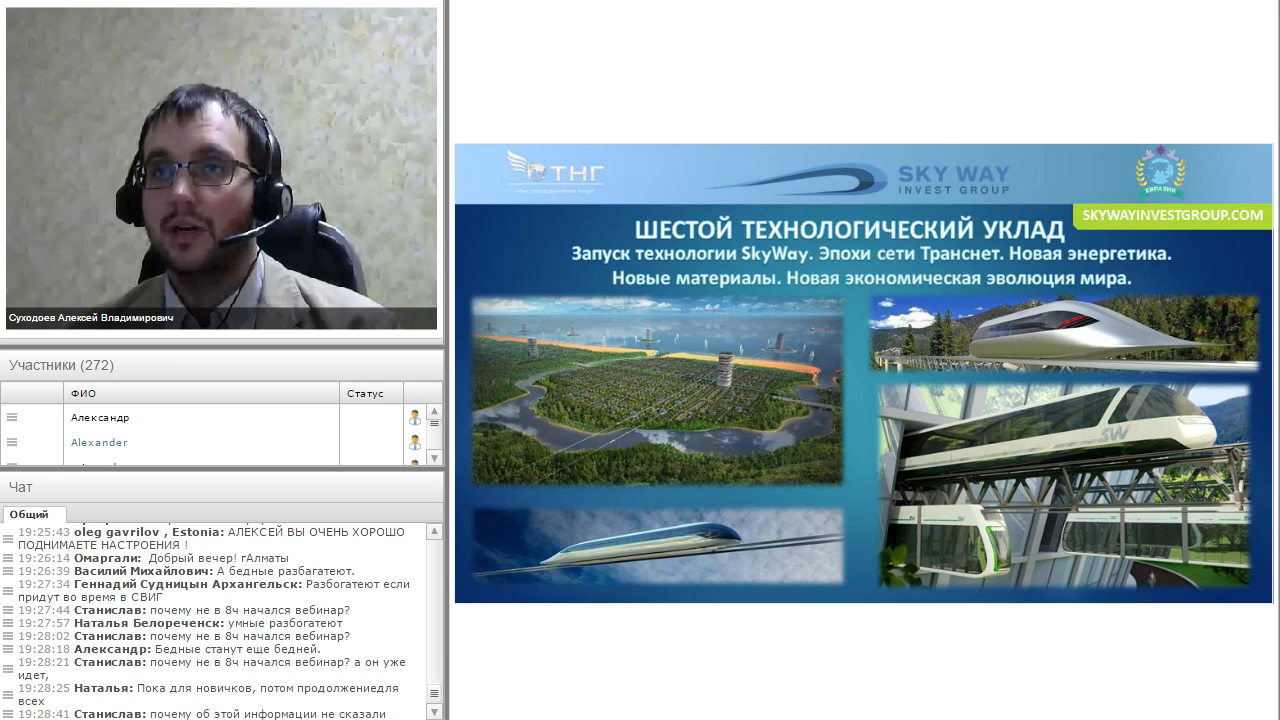 Суходоев Алексей Владимирович
Участники (272)
ФИО
Статус
Александр
Alexander
Чат
Общий
19:25:43 oleg gavrilov , Estonia: АЛЕКСЕЙ ВЫ ОЧЕНЬ ХОРОШО
ПОДНИМАЕТЕ НАСТРОЕНИЯ !
19:26:14 Омаргали: Добрый вечер! гАлматы
19:26:39 Василий Михайлович: А бедные разбагатеют.
19:27:34 Геннадий Судницын Архангельск: Разбогатеют если
придут во время в СВИГ
19:27:44 Станислав: почему не в 8ч начался вебинар?
19:27:57 Наталья Белореченск: умные разбогатеют
19:28:02 Станислав: почему не в 8ч начался вебинар?
19:28:18 Александр: Бедные станут еще бедней.
19:28:21 Станислав: почему не в 8ч начался вебинар? а он уже
идет,
19:28:25 Наталья: Пока для новичков, патом продолжениедля
всех
19:28:41 Станислав: почему об этой информации не сказали
ТНГ
SKY WAY
INVEST GROUP
ЕВРАЗИЯ
SKYWAYINVESTGROUP.COM
ШЕСТОЙ ТЕХНОЛОГИЧЕСКИЙ УКЛАД
Запуск технологии SkyWay. Эпохи сети Транснет. Новая энергетика.
Новые материалы. Новая экономическая эволюция мира.
SW